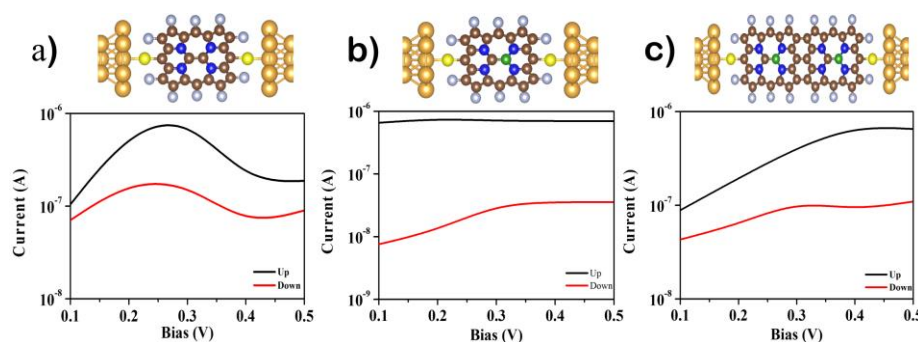 a)
b)
c)
10⁻⁶
10⁻⁷
10⁻⁸
Current (A)
Up
Down
0.1 0.2 0.3 0.4 0.5
Bias (V)
10⁻⁶
10⁻⁷
10⁻⁸
10⁻⁹
Current (A)
Up
Down
0.1 0.2 0.3 0.4 0.5
Bias (V)
10⁻⁶
10⁻⁷
10⁻⁸
Current (A)
Up
Down
0.1 0.2 0.3 0.4 0.5
Bias (V)